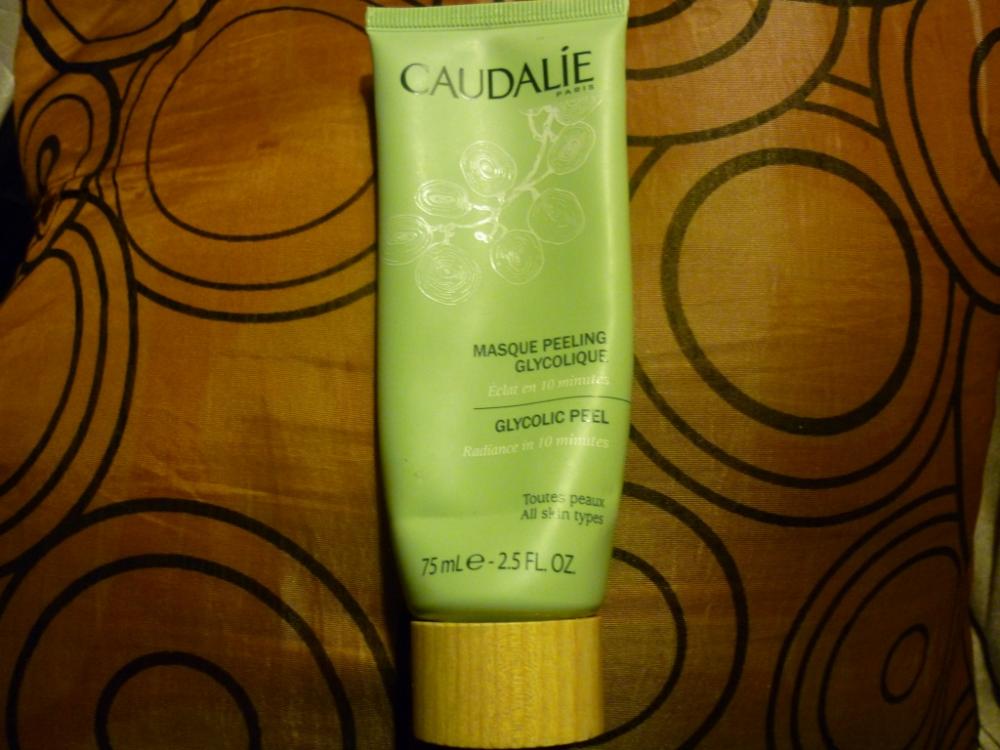 CAUDALÍE
PARIS
MASQUE PEELING
GLYCOLIQUE
Éclat en 10 minutes
GLYCOLIC PEEL
Radiance in 10 minutes
Toutes peaux
All skin types
75 mL e - 2.5 FL. OZ.